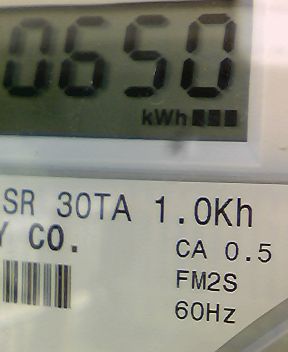 0650
kWh
SR 30TA 1.0Kh
Y CO.
CA 0.5
FM2S
60Hz